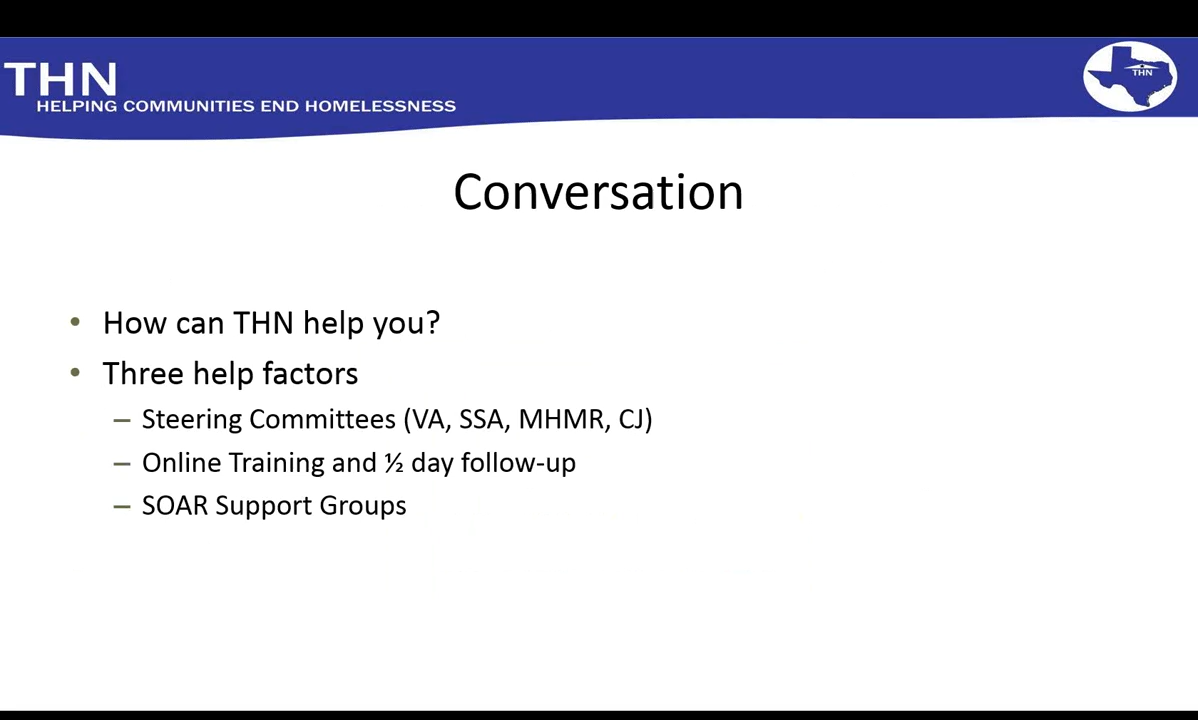 THN
HELPING COMMUNITIES END HOMELESSNESS
THN
Conversation
• How can THN help you?
• Three help factors
– Steering Committees (VA, SSA, MHMR, CJ)
– Online Training and ½ day follow-up
– SOAR Support Groups